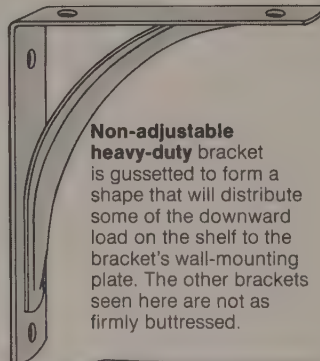 Non-adjustable
heavy-duty bracket
is gussetted to form a
shape that will distribute
some of the downward
load on the shelf to the
bracket's wall-mounting
plate. The other brackets
seen here are not as
firmly buttressed.